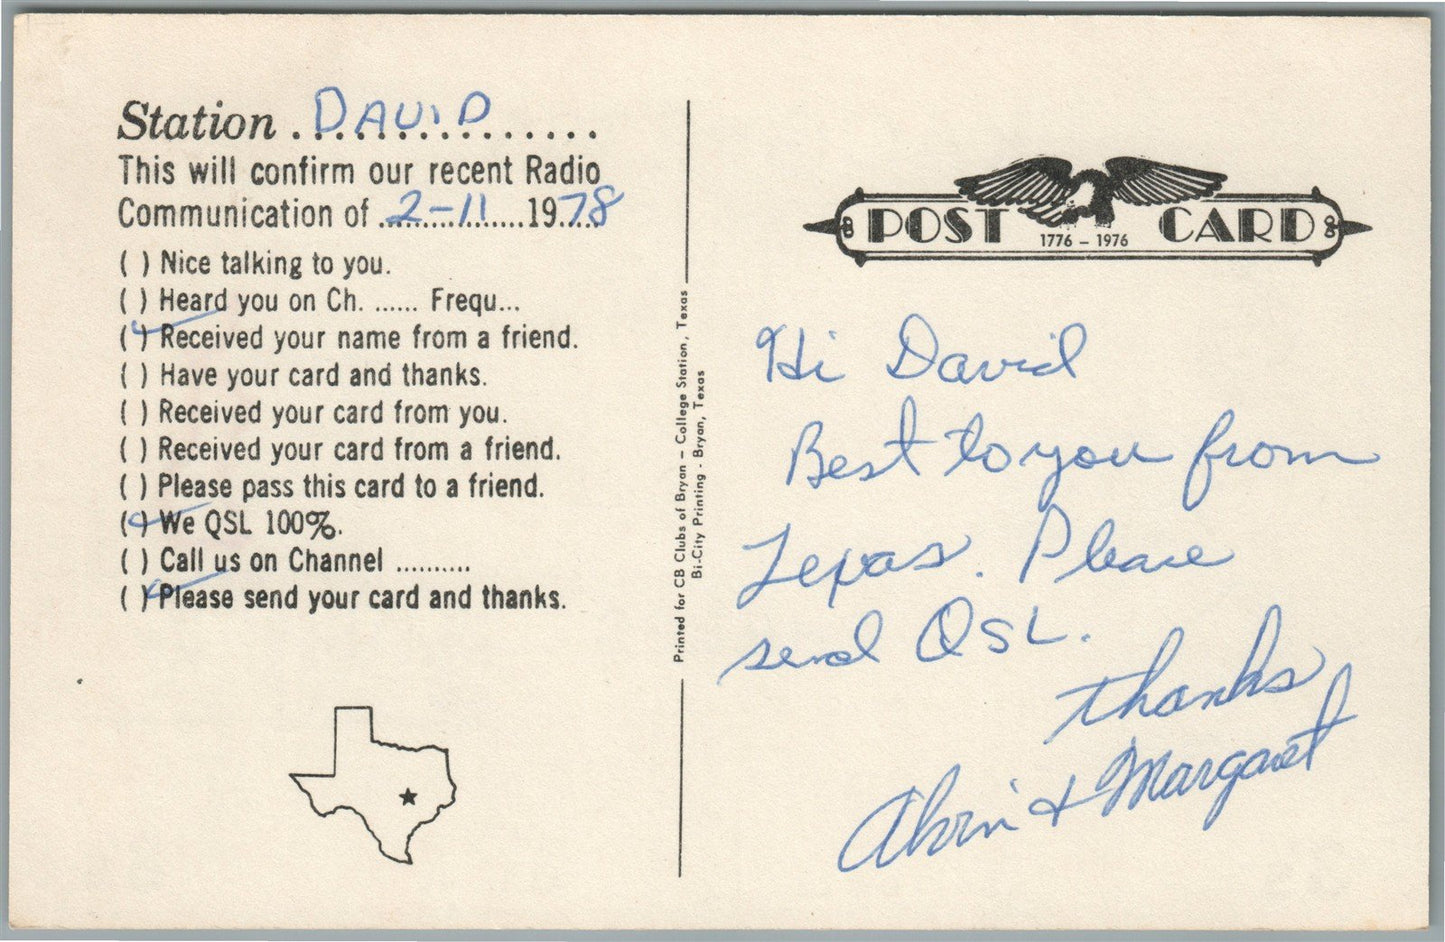 Station . DAVID . . . . . .
This will confirm our recent Radio
Communication of 2-11 1978
( ) Nice talking to you.
( ) Heard you on Ch. ...... Frequ...
(✓) Received your name from a friend.
( ) Have your card and thanks.
( ) Received your card from you.
( ) Received your card from a friend.
( ) Please pass this card to a friend.
(✓) We QSL 100%.
( ) Call us on Channel ..........
(✓) Please send your card and thanks.
Printed for CB Clubs of Bryan – College Station, Texas
Bi-City Printing - Bryan, Texas
POST CARD
1776 – 1976
Hi David
Best to you from
Texas. Please
send QSL.
thanks
Alvin & Margaret